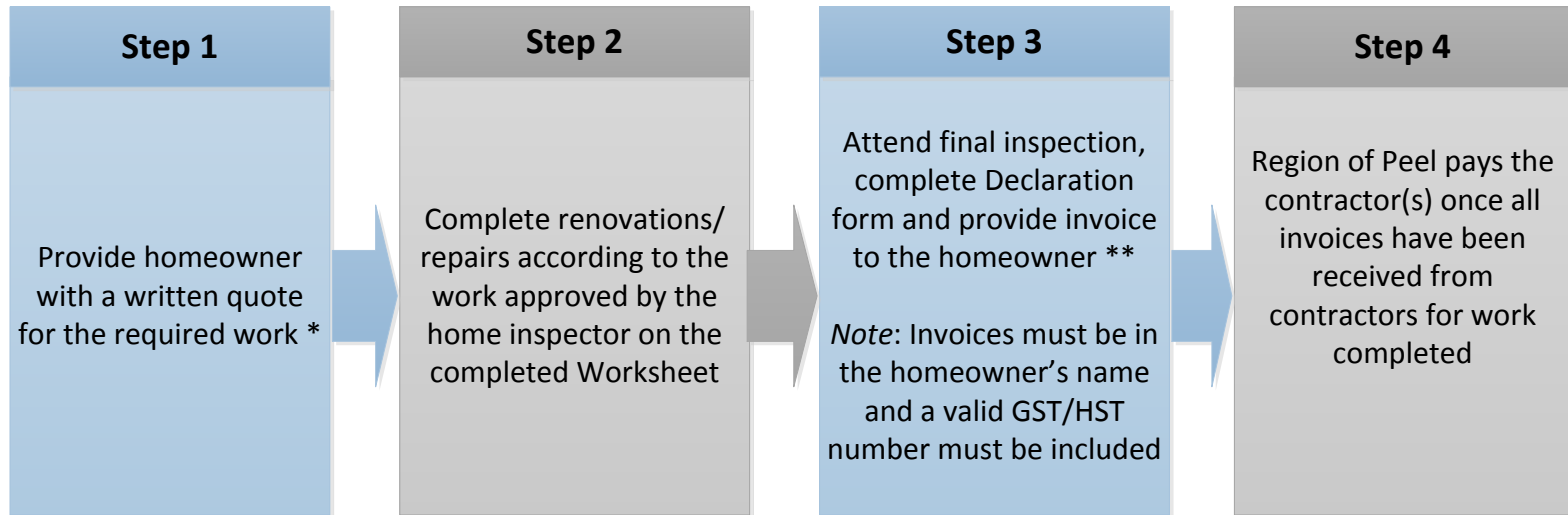 Step 1
Provide homeowner
with a written quote
for the required work *
Step 2
Complete renovations/
repairs according to the
work approved by the
home inspector on the
completed Worksheet
Step 3
Attend final inspection,
complete Declaration
form and provide invoice
to the homeowner **
Note: Invoices must be in
the homeowner’s name
and a valid GST/HST
number must be included
Step 4
Region of Peel pays the
contractor(s) once all
invoices have been
received from
contractors for work
completed